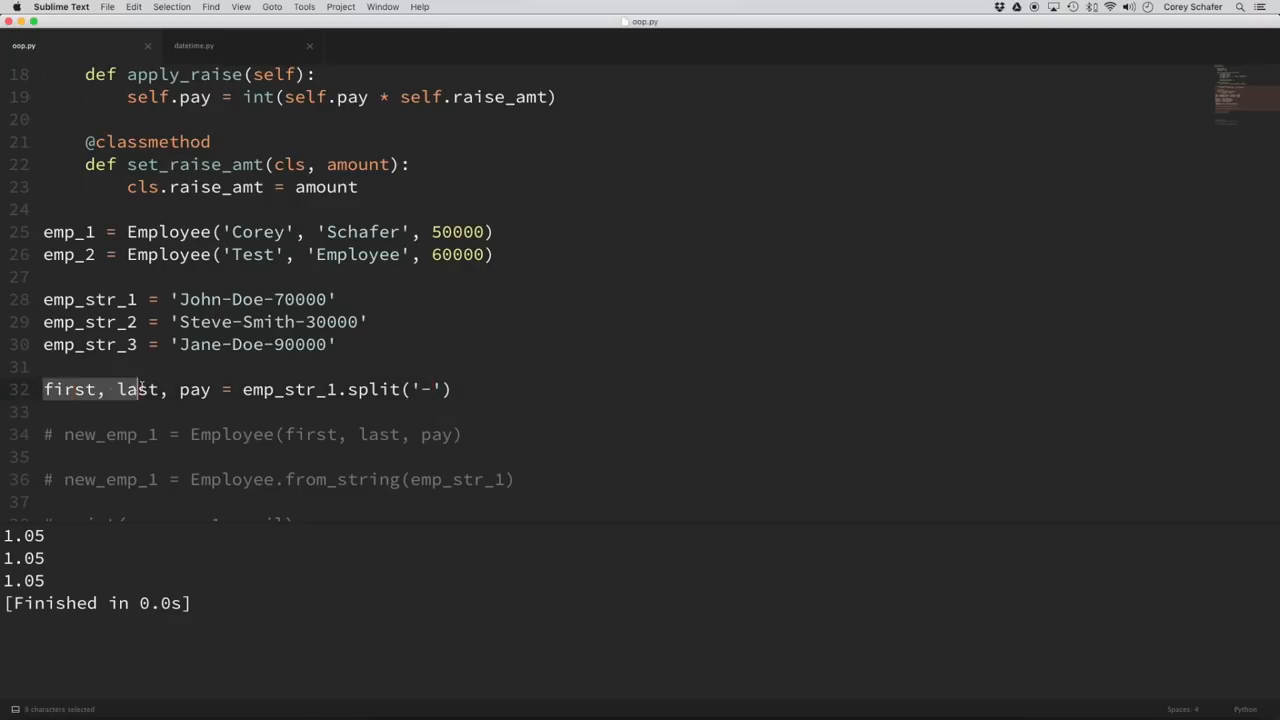 Sublime Text File Edit Selection Find View Goto Tools Project Window Help Corey Schafer
oop.py
oop.py datetime.py
18 def apply_raise(self):
19 self.pay = int(self.pay * self.raise_amt)
20
21 @classmethod
22 def set_raise_amt(cls, amount):
23 cls.raise_amt = amount
24
25 emp_1 = Employee('Corey', 'Schafer', 50000)
26 emp_2 = Employee('Test', 'Employee', 60000)
27
28 emp_str_1 = 'John-Doe-70000'
29 emp_str_2 = 'Steve-Smith-30000'
30 emp_str_3 = 'Jane-Doe-90000'
31
32 first, last, pay = emp_str_1.split('-')
33
34 # new_emp_1 = Employee(first, last, pay)
35
36 # new_emp_1 = Employee.from_string(emp_str_1)
37
1.05
1.05
1.05
[Finished in 0.0s]
characters selected Spaces: 4 Python